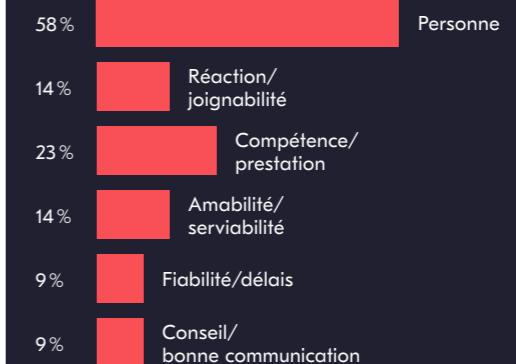 58 % Personne
14 % Réaction/
joignabilité
23 % Compétence/
prestation
14 % Amabilité/
serviabilité
9 % Fiabilité/délais
9 % Conseil/
bonne communication